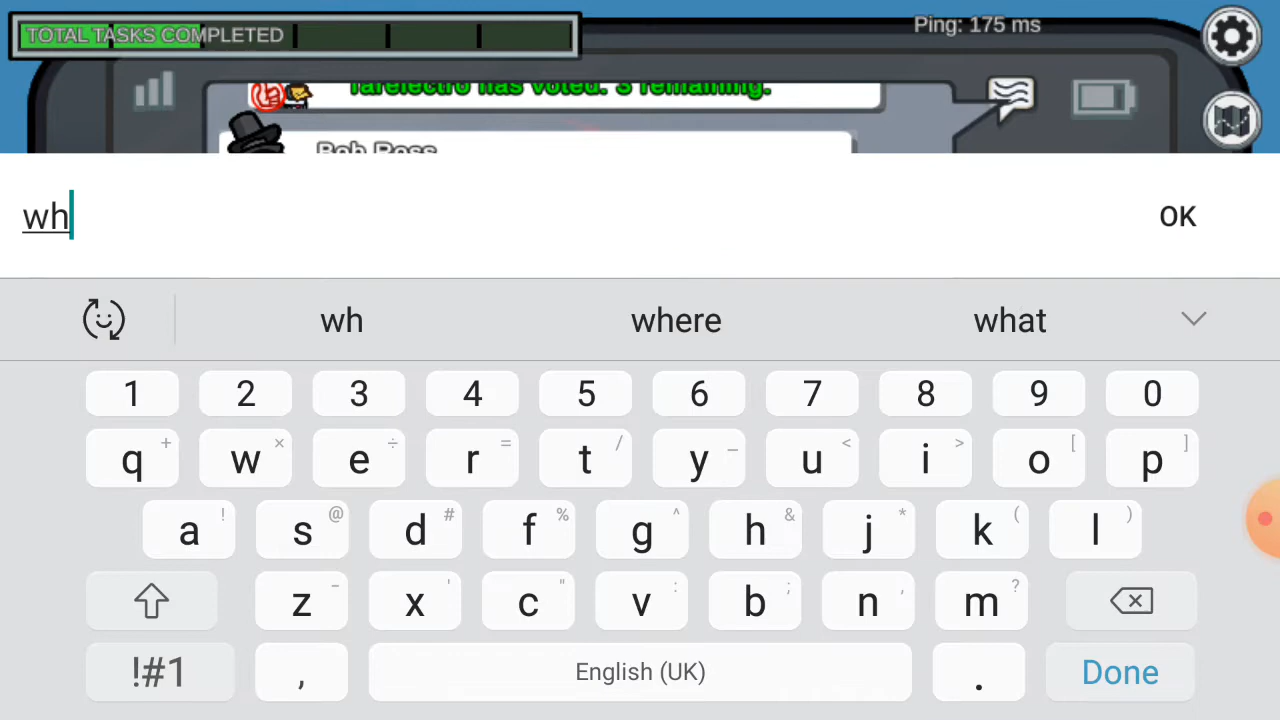 TOTAL TASKS COMPLETED
Ping: 175 ms
farelectro has voted. 3 remaining.
Bob Ross
wh
OK
wh where what
1 2 3 4 5 6 7 8 9 0
q + w × e ÷ r = t / y _ u < i > o [ p ]
a ! s @ d # f % g ^ h & j * k ( l )
z - x ' c " v : b ; n , m ?
!#1 , English (UK) . Done